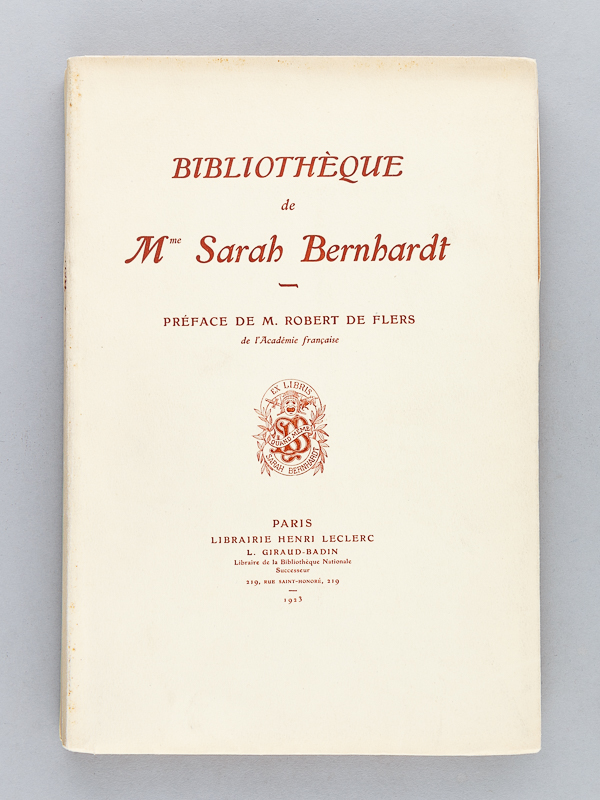 BIBLIOTHÈQUE
de
Mme Sarah Bernhardt
PRÉFACE DE M. ROBERT DE FLERS
de l'Académie française
EX LIBRIS
QUAND MÊME
SARAH BERNHARDT
PARIS
LIBRAIRIE HENRI LECLERC
L. GIRAUD-BADIN
Libraire de la Bibliothèque Nationale
Successeur
219, RUE SAINT-HONORÉ, 219
1923